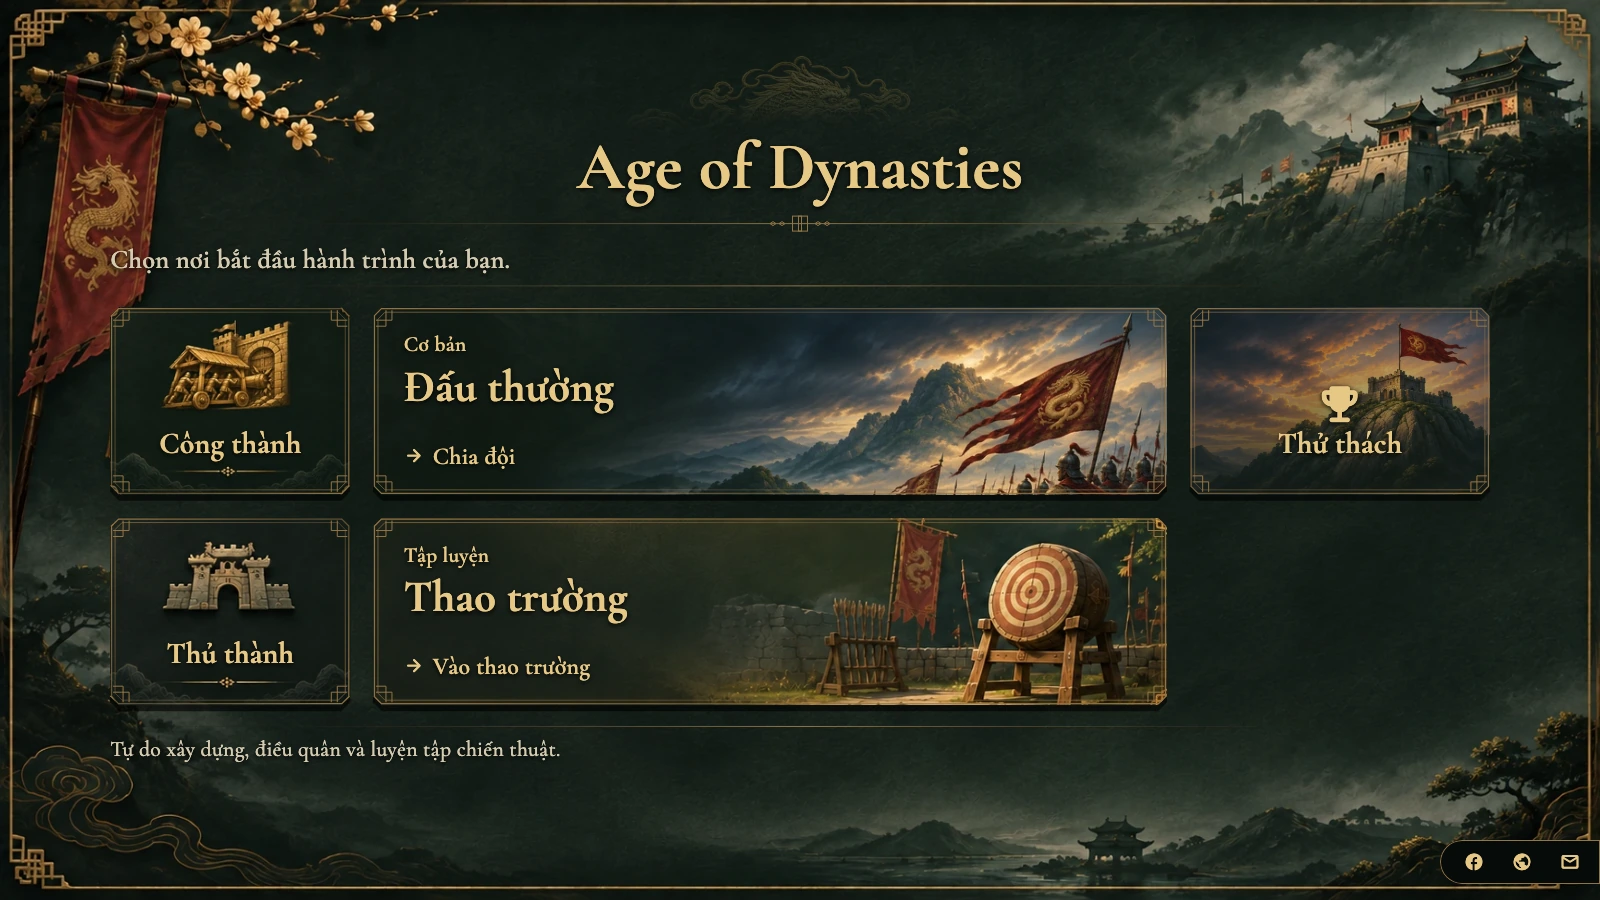 Age of Dynasties
Chọn nơi bắt đầu hành trình của bạn.
Công thành
Cơ bản
Đấu thường
→ Chia đội
Thử thách
Thủ thành
Tập luyện
Thao trường
→ Vào thao trường
Tự do xây dựng, điều quân và luyện tập chiến thuật.